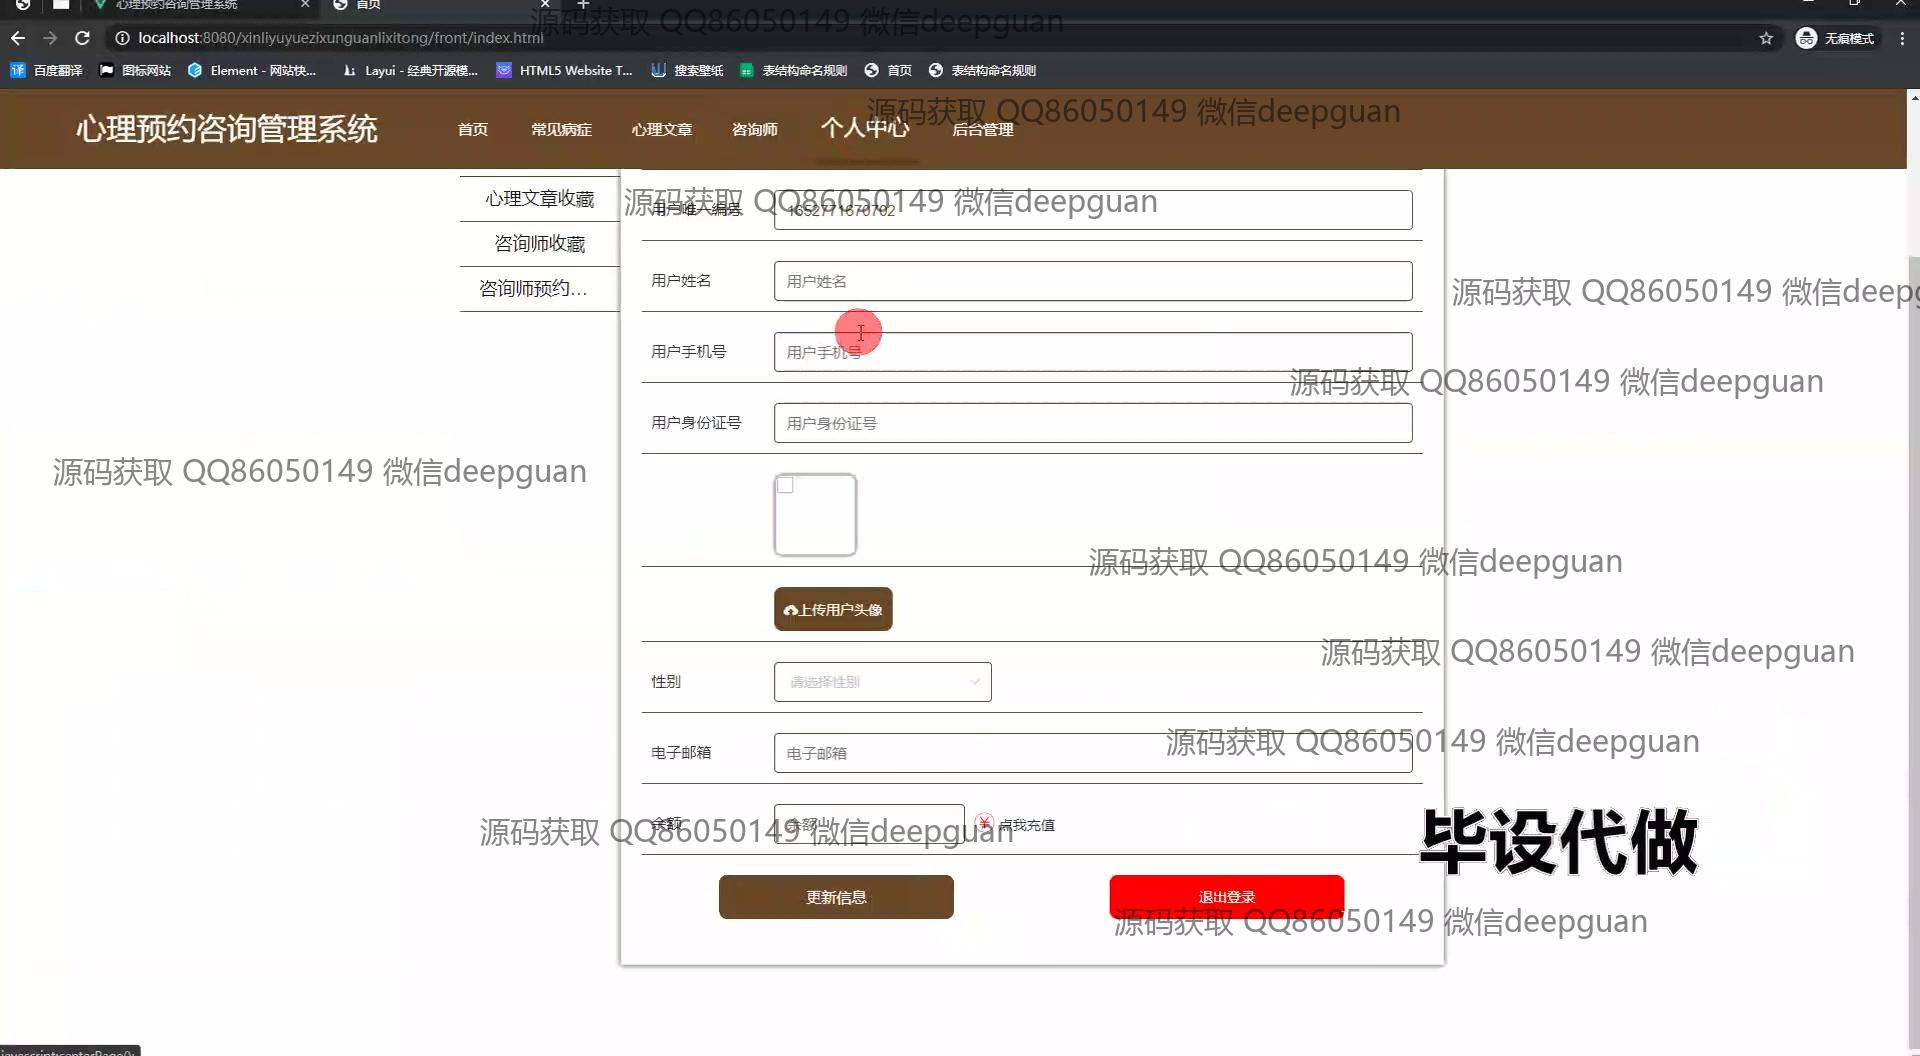 心理预约咨询管理系统
首页
源码获取 QQ86050149 微信deepguan
localhost:8080/xinliyuyuezixunguanlixitong/front/index.html
无痕模式
百度翻译
图标网站
Element - 网站快...
Layui - 经典开源模...
HTML5 Website T...
搜索壁纸
表结构命名规则
首页
表结构命名规则
源码获取 QQ86050149 微信deepguan
心理预约咨询管理系统
首页
常见病症
心理文章
咨询师
个人中心
后台管理
心理文章收藏
咨询师收藏
咨询师预约...
源码获取 QQ86050149 微信deepguan
用户唯一编号
1652771670702
用户姓名
用户姓名
源码获取 QQ86050149 微信deepg
用户手机号
用户手机号
源码获取 QQ86050149 微信deepguan
用户身份证号
用户身份证号
源码获取 QQ86050149 微信deepguan
源码获取 QQ86050149 微信deepguan
上传用户头像
源码获取 QQ86050149 微信deepguan
性别
请选择性别
源码获取 QQ86050149 微信deepguan
电子邮箱
电子邮箱
源码获取 QQ86050149 微信deepguan
余额
余额
点我充值
毕设代做
更新信息
退出登录
源码获取 QQ86050149 微信deepguan